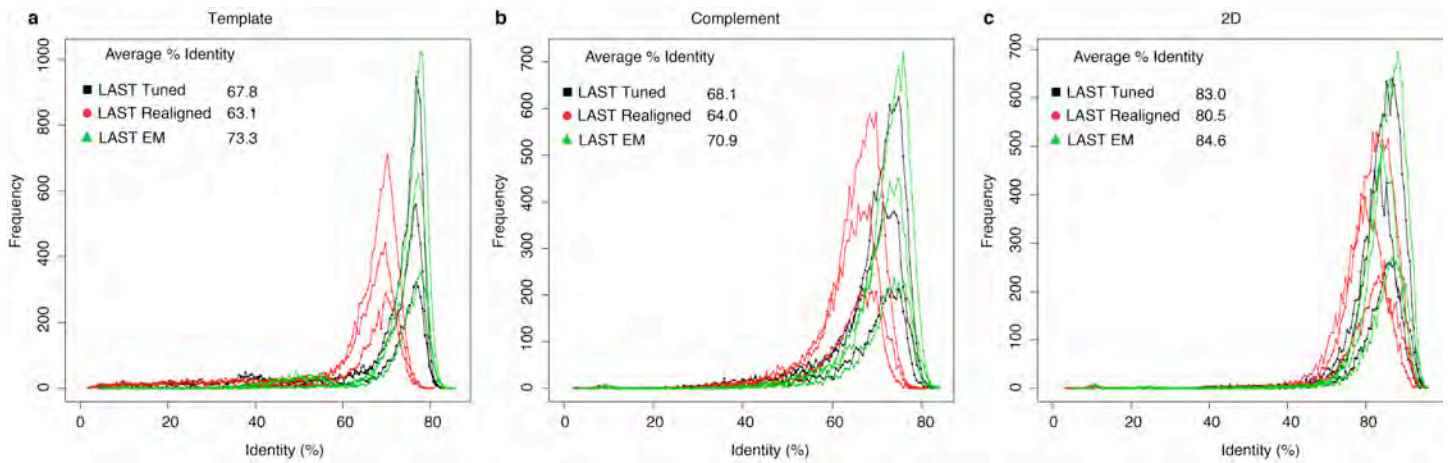 a
Template
Average % Identity
LAST Tuned 67.8
LAST Realigned 63.1
LAST EM 73.3
Frequency
1000
800
600
400
200
0
0 20 40 60 80
Identity (%)
b
Complement
Average % Identity
LAST Tuned 68.1
LAST Realigned 64.0
LAST EM 70.9
Frequency
700
600
500
400
300
200
100
0
0 20 40 60 80
Identity (%)
c
2D
Average % Identity
LAST Tuned 83.0
LAST Realigned 80.5
LAST EM 84.6
Frequency
700
600
500
400
300
200
100
0
0 20 40 60 40 80
Identity (%)